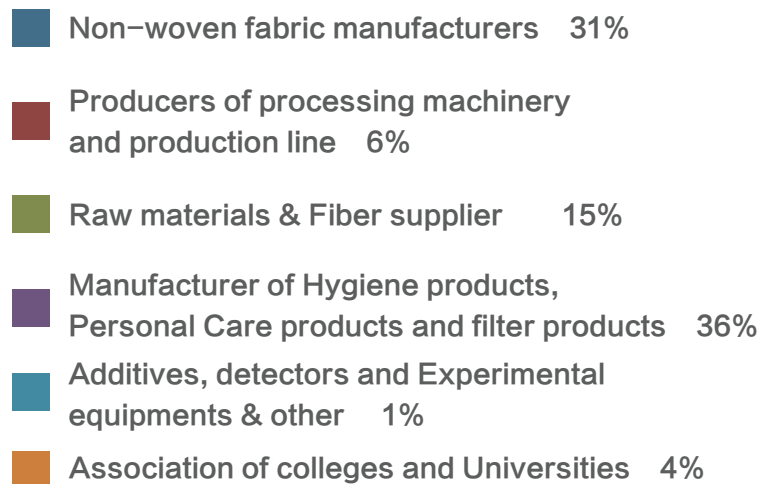 Non-woven fabric manufacturers 31%
Producers of processing machinery
and production line 6%
Raw materials & Fiber supplier 15%
Manufacturer of Hygiene products,
Personal Care products and filter products 36%
Additives, detectors and Experimental
equipments & other 1%
Association of colleges and Universities 4%